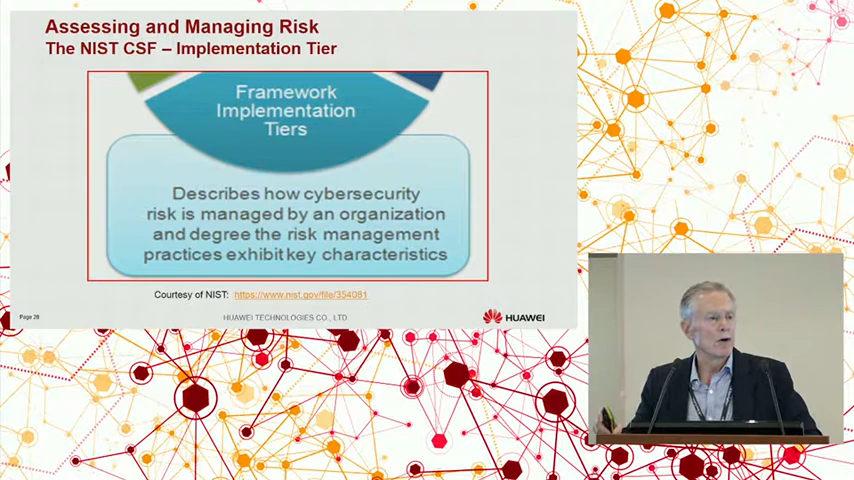 Assessing and Managing Risk
The NIST CSF – Implementation Tier
Framework
Implementation
Tiers
Describes how cybersecurity
risk is managed by an organization
and degree the risk management
practices exhibit key characteristics
Courtesy of NIST: https://www.nist.gov/file/354081
Page 28
HUAWEI TECHNOLOGIES CO., LTD
HUAWEI